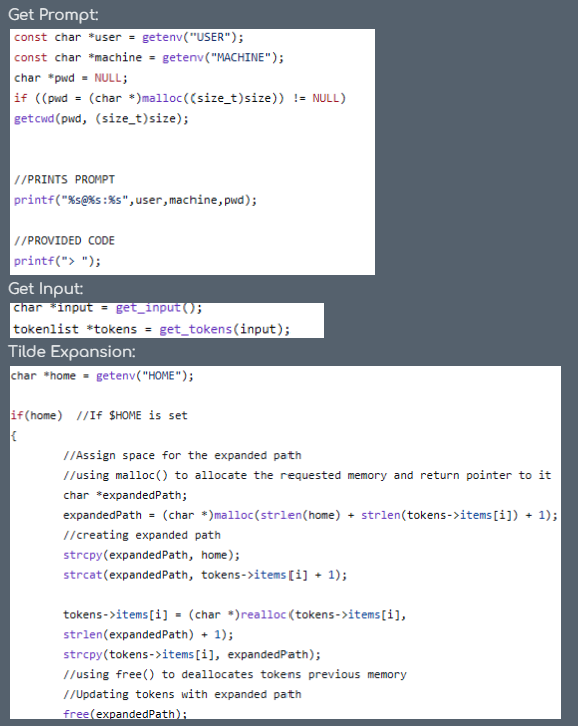 Get Prompt:
const char *user = getenv("USER");
const char *machine = getenv("MACHINE");
char *pwd = NULL;
if ((pwd = (char *)malloc((size_t)size)) != NULL)
getcwd(pwd, (size_t)size);
//PRINTS PROMPT
printf("%s@%s:%s",user,machine,pwd);
//PROVIDED CODE
printf("> ");
Get Input:
char *input = get_input();
tokenlist *tokens = get_tokens(input);
Tilde Expansion:
char *home = getenv("HOME");
if(home)  //If $HOME is set
{
//Assign space for the expanded path
//using malloc() to allocate the requested memory and return pointer to it
char *expandedPath;
expandedPath = (char *)malloc(strlen(home) + strlen(tokens->items[i]) + 1);
//creating expanded path
strcpy(expandedPath, home);
strcat(expandedPath, tokens->items[i] + 1);
tokens->items[i] = (char *)realloc(tokens->items[i],
strlen(expandedPath) + 1);
strcpy(tokens->items[i], expandedPath);
//using free() to deallocates tokens previous memory
//Updating tokens with expanded path
free(expandedPath);